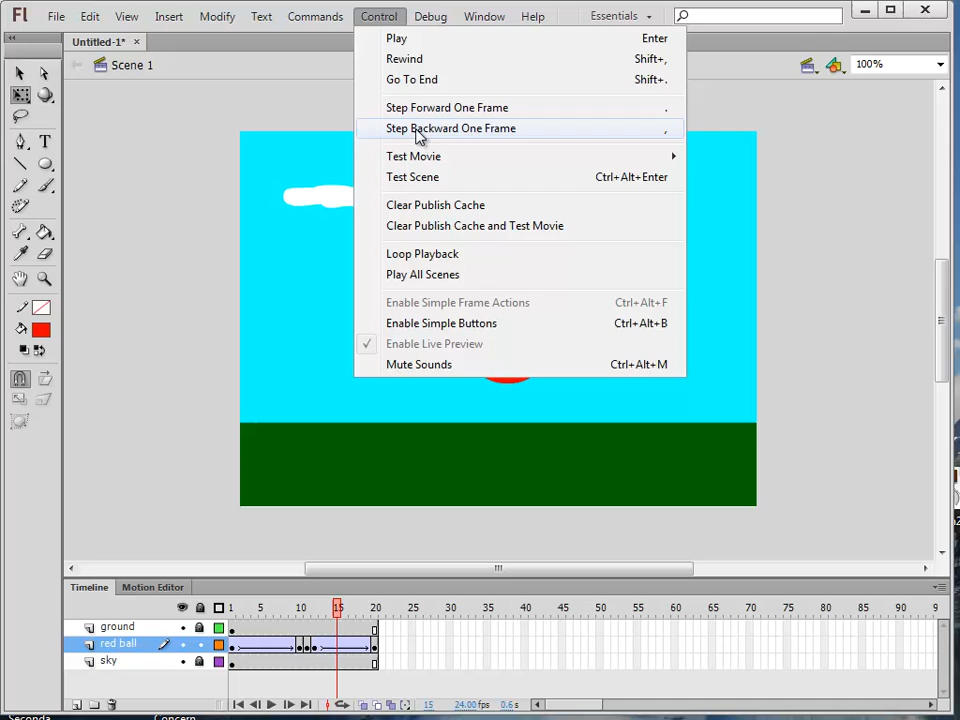 Fl File Edit View Insert Modify Text Commands Control Debug Window Help Essentials
Untitled-1* ×
Scene 1 100%
Play Enter
Rewind Shift+,
Go To End Shift+.
Step Forward One Frame .
Step Backward One Frame ,
Test Movie
Test Scene Ctrl+Alt+Enter
Clear Publish Cache
Clear Publish Cache and Test Movie
Loop Playback
Play All Scenes
Enable Simple Frame Actions Ctrl+Alt+F
Enable Simple Buttons Ctrl+Alt+B
Enable Live Preview
Mute Sounds Ctrl+Alt+M
Timeline Motion Editor
1 5 10 15 20 25 30 35 40 45 50 55 60 65 70 75 80 85 90 9
ground
red ball
sky
15 24.00 fps 0.6 s
Seconda Concern